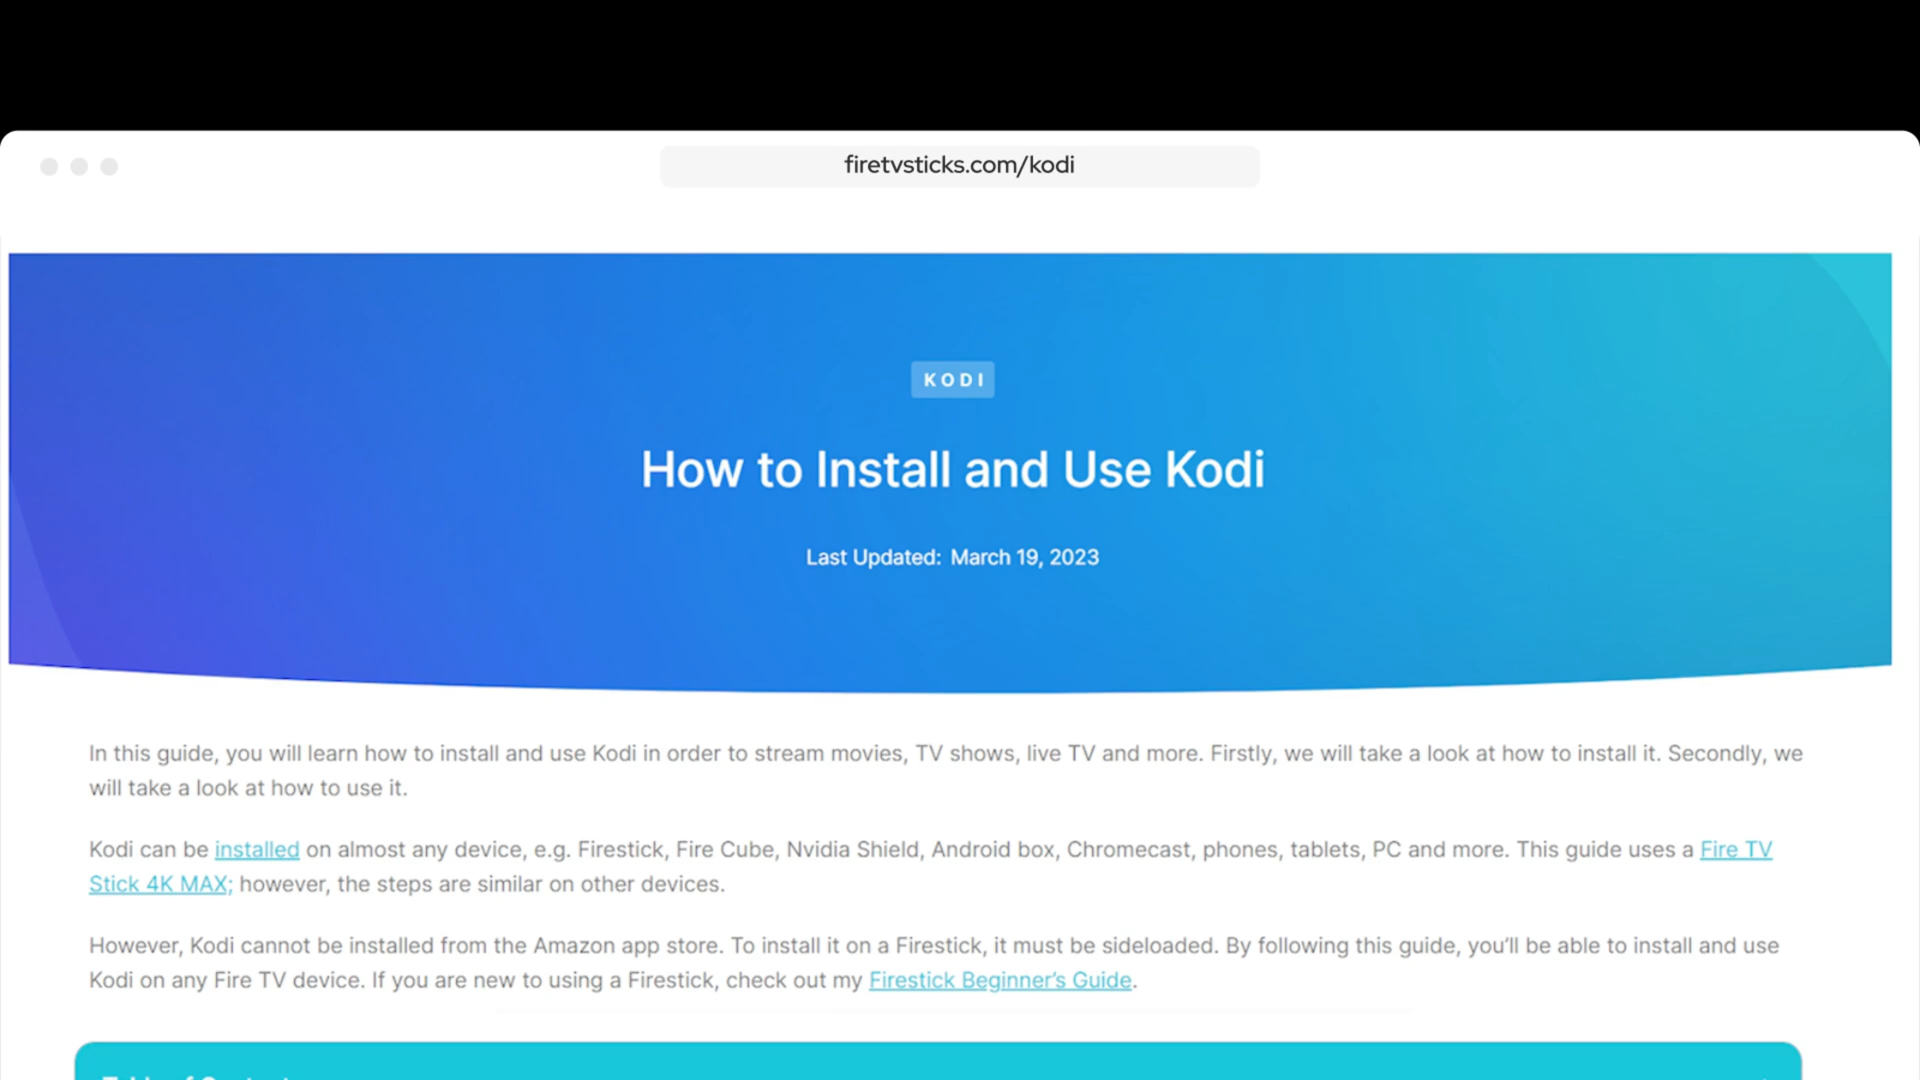 firetvsticks.com/kodi
KODI
How to Install and Use Kodi
Last Updated: March 19, 2023
In this guide, you will learn how to install and use Kodi in order to stream movies, TV shows, live TV and more. Firstly, we will take a look at how to install it. Secondly, we
will take a look at how to use it.
Kodi can be installed on almost any device, e.g. Firestick, Fire Cube, Nvidia Shield, Android box, Chromecast, phones, tablets, PC and more. This guide uses a Fire TV
Stick 4K MAX; however, the steps are similar on other devices.
However, Kodi cannot be installed from the Amazon app store. To install it on a Firestick, it must be sideloaded. By following this guide, you'll be able to install and use
Kodi on any Fire TV device. If you are new to using a Firestick, check out my Firestick Beginner's Guide.